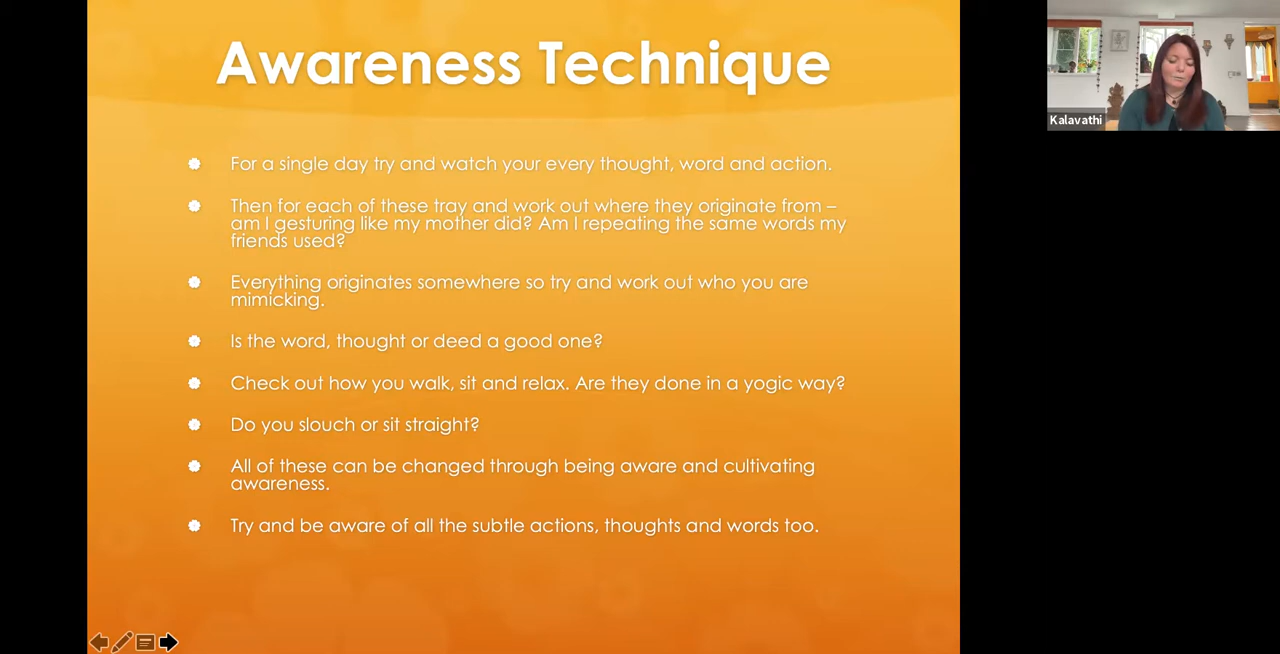 Awareness Technique
For a single day try and watch your every thought, word and action.
Then for each of these tray and work out where they originate from –
am I gesturing like my mother did? Am I repeating the same words my
friends used?
Everything originates somewhere so try and work out who you are
mimicking.
Is the word, thought or deed a good one?
Check out how you walk, sit and relax. Are they done in a yogic way?
Do you slouch or sit straight?
All of these can be changed through being aware and cultivating
awareness.
Try and be aware of all the subtle actions, thoughts and words too.
Kalavathi